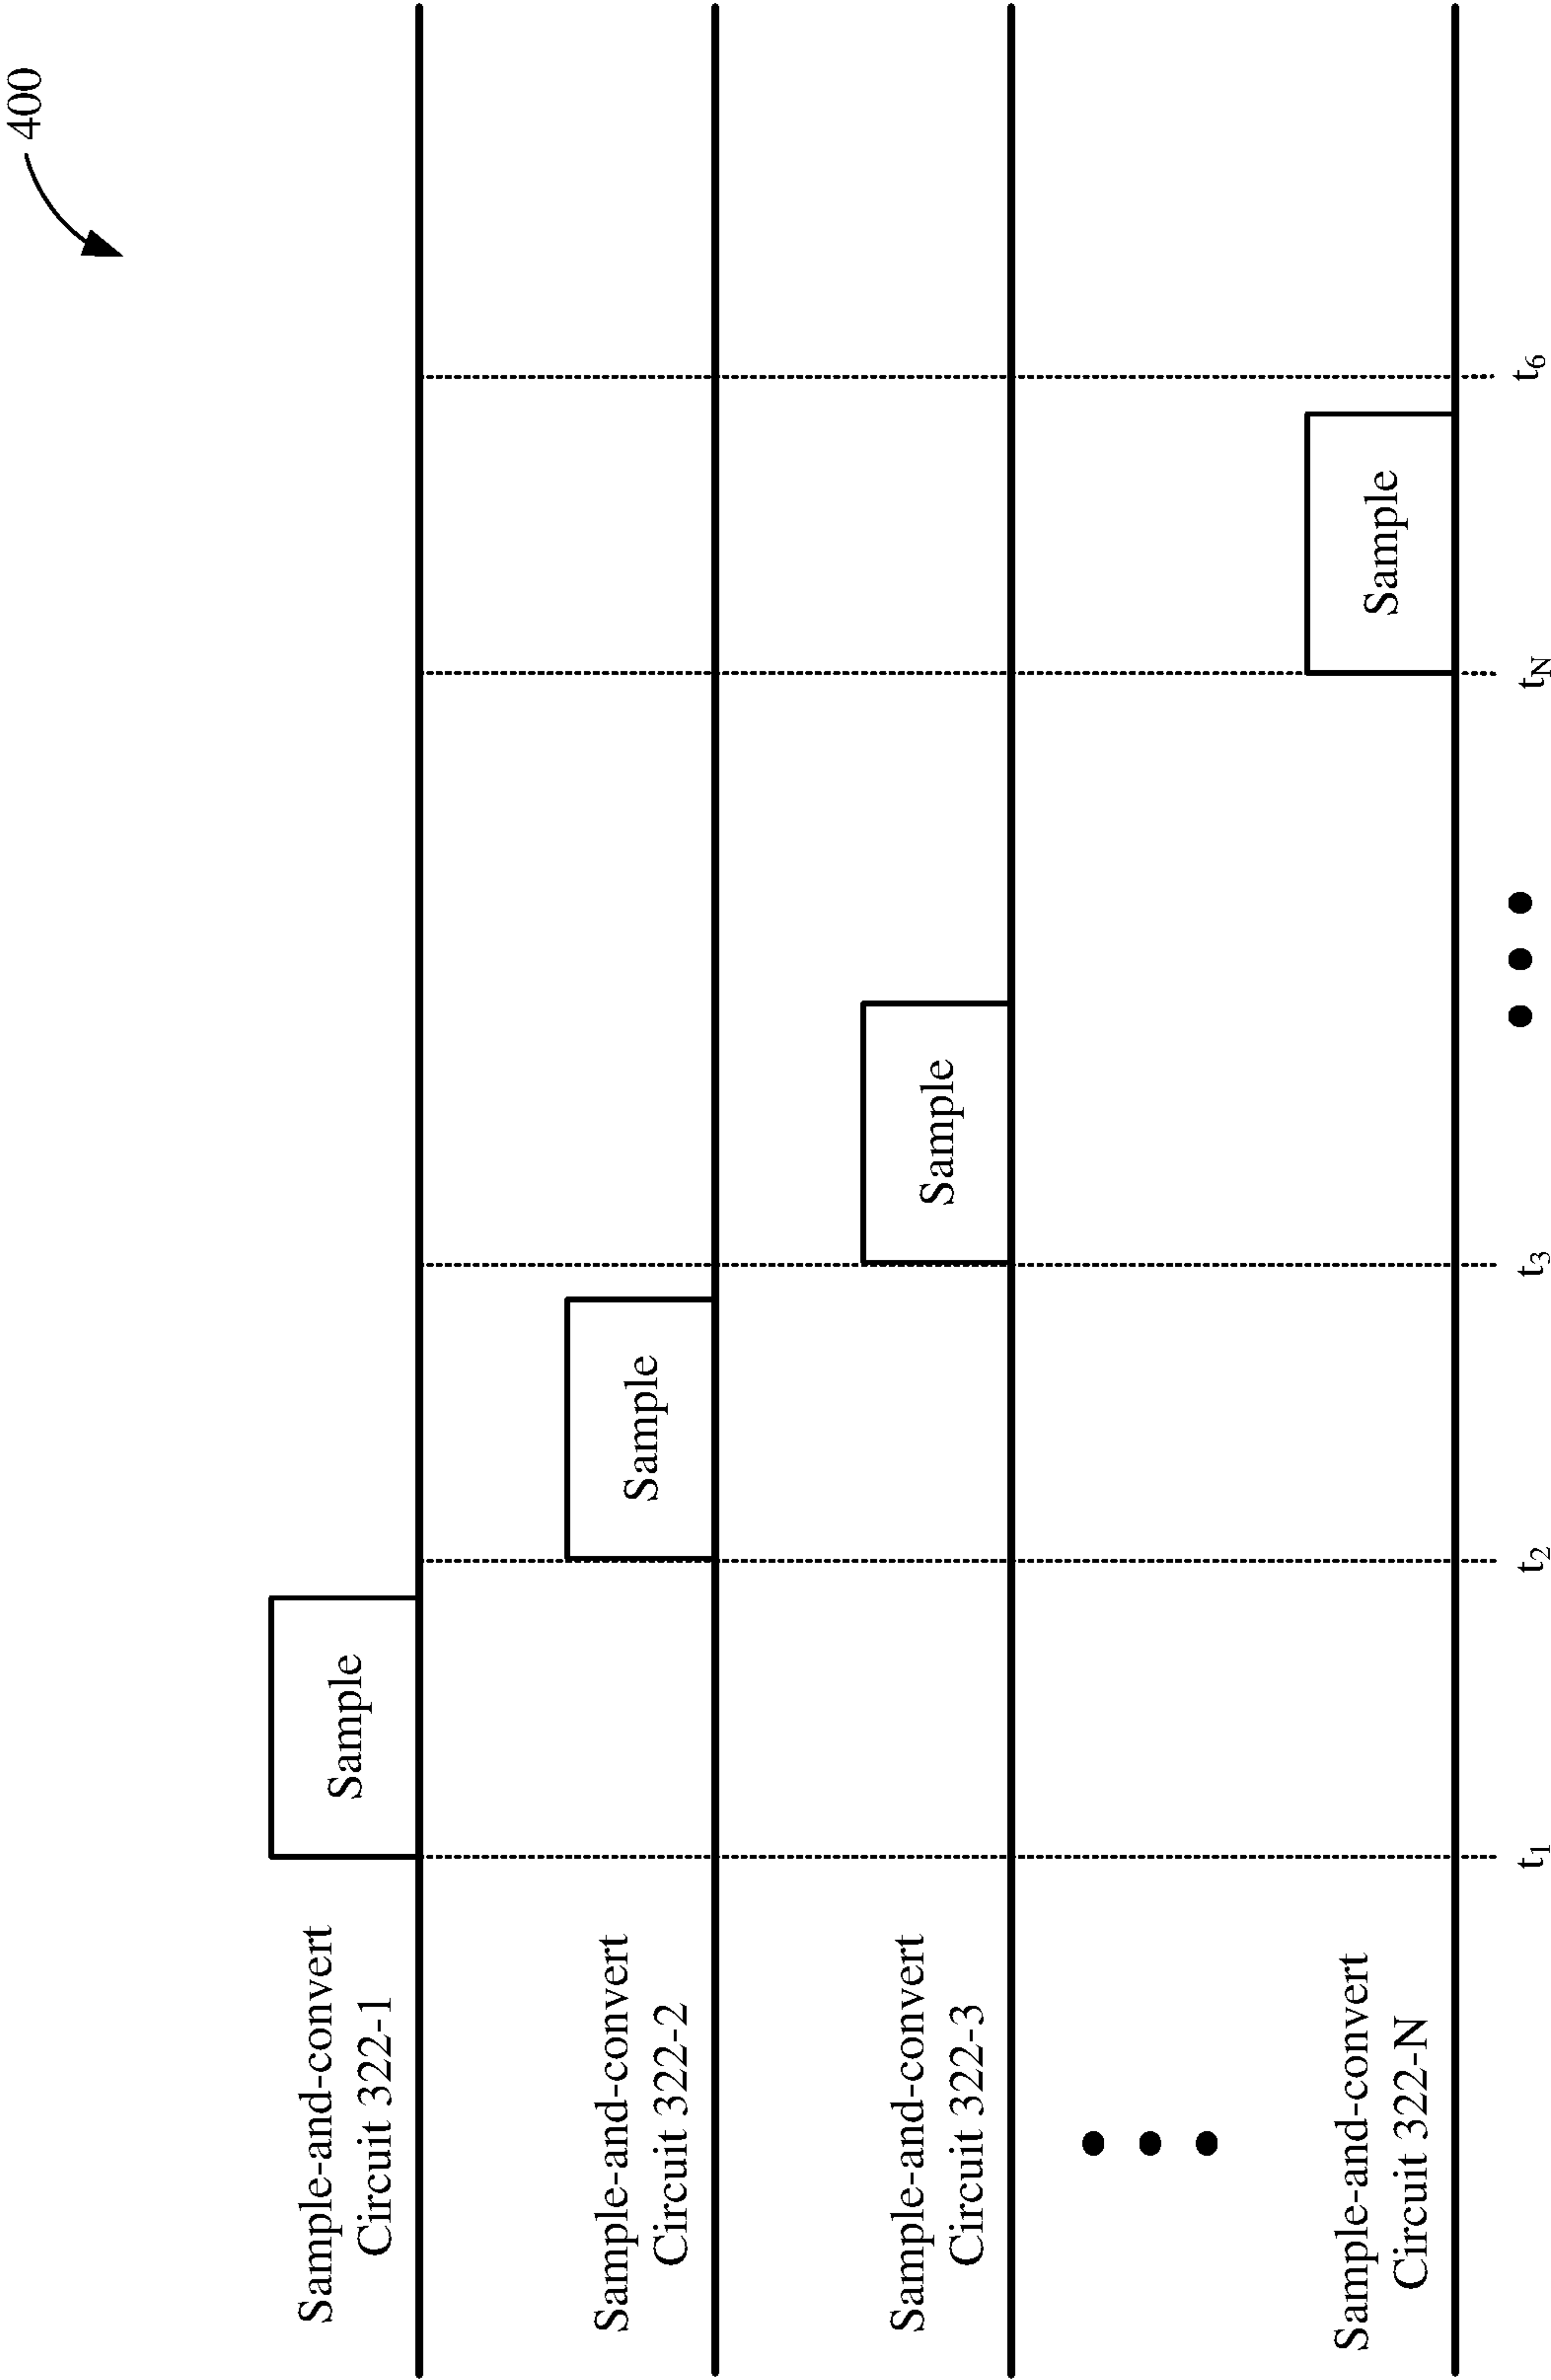 400
Sample-and-convert
Circuit 322-1
Sample
Sample-and-convert
Circuit 322-2
Sample
Sample-and-convert
Circuit 322-3
Sample
Sample-and-convert
Circuit 322-N
Sample
t1
t2
t3
tN
t6